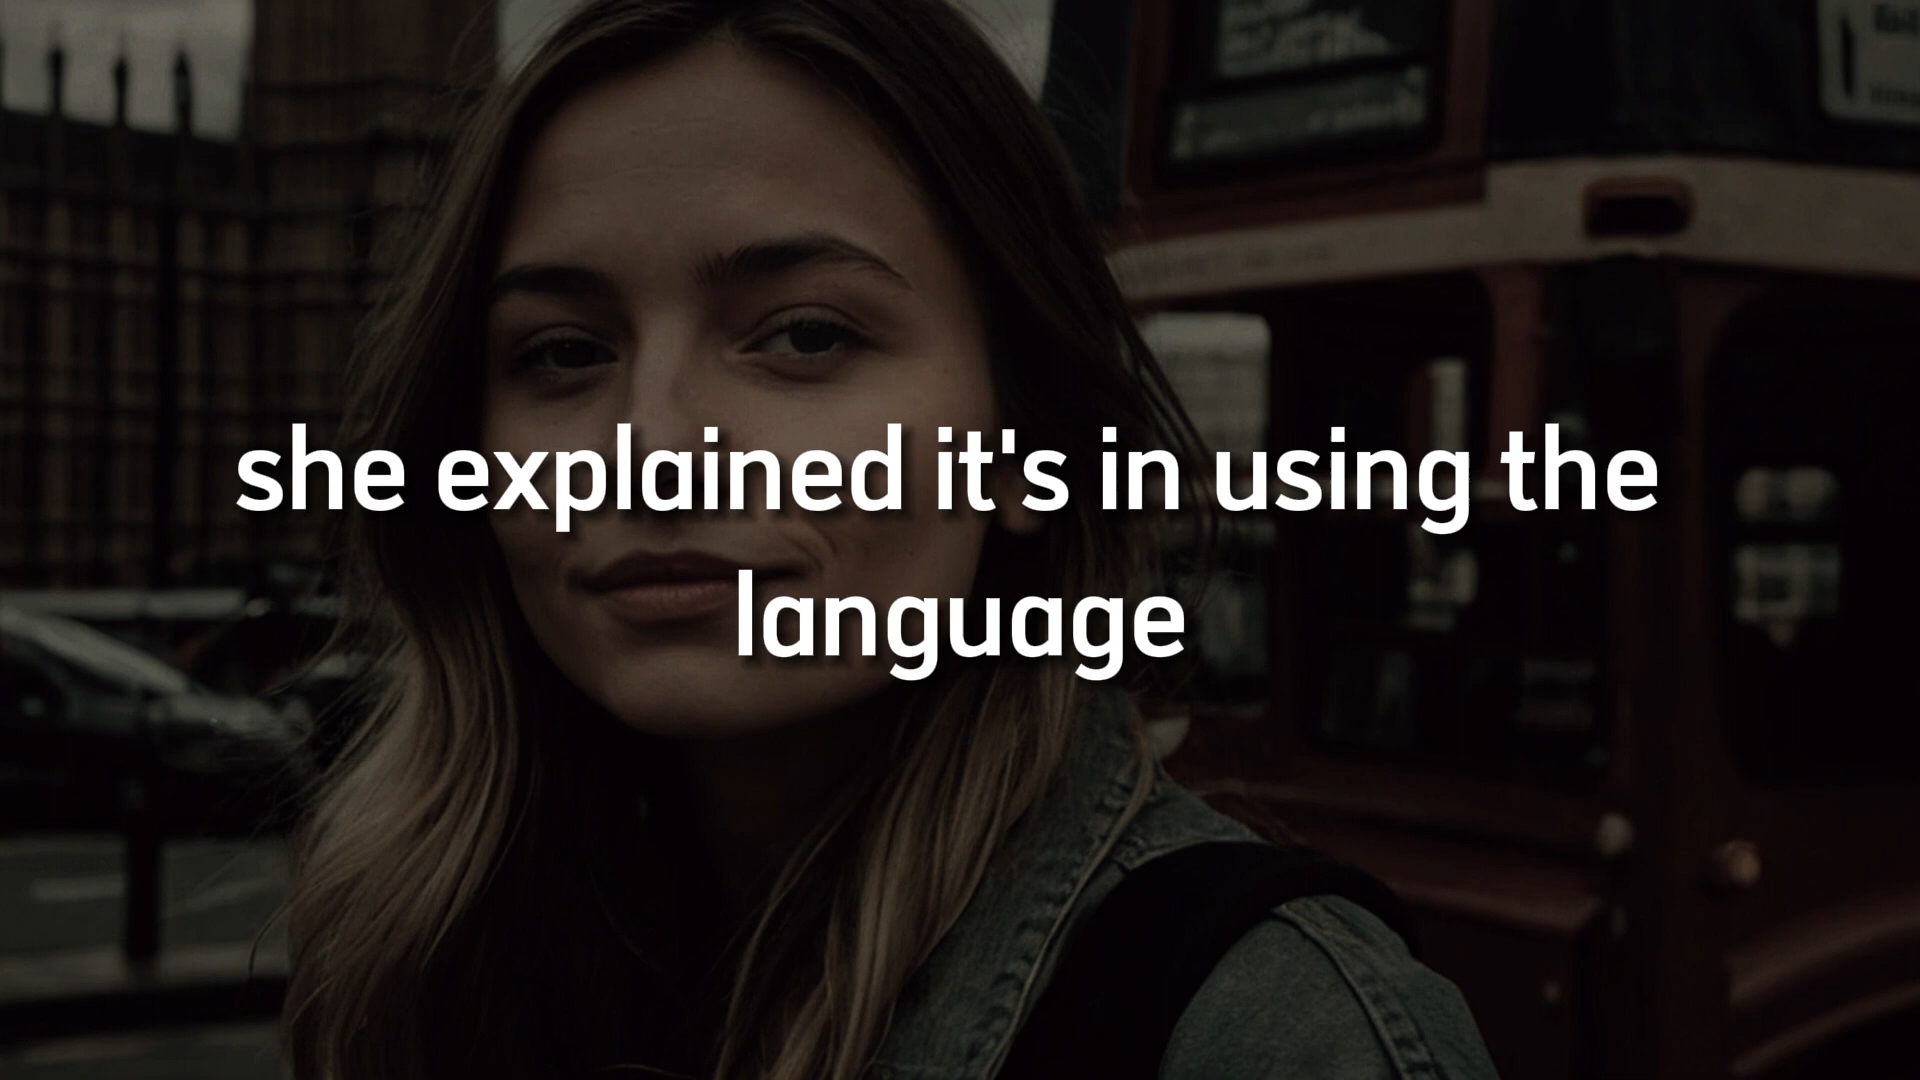 she explained it's in using the
language